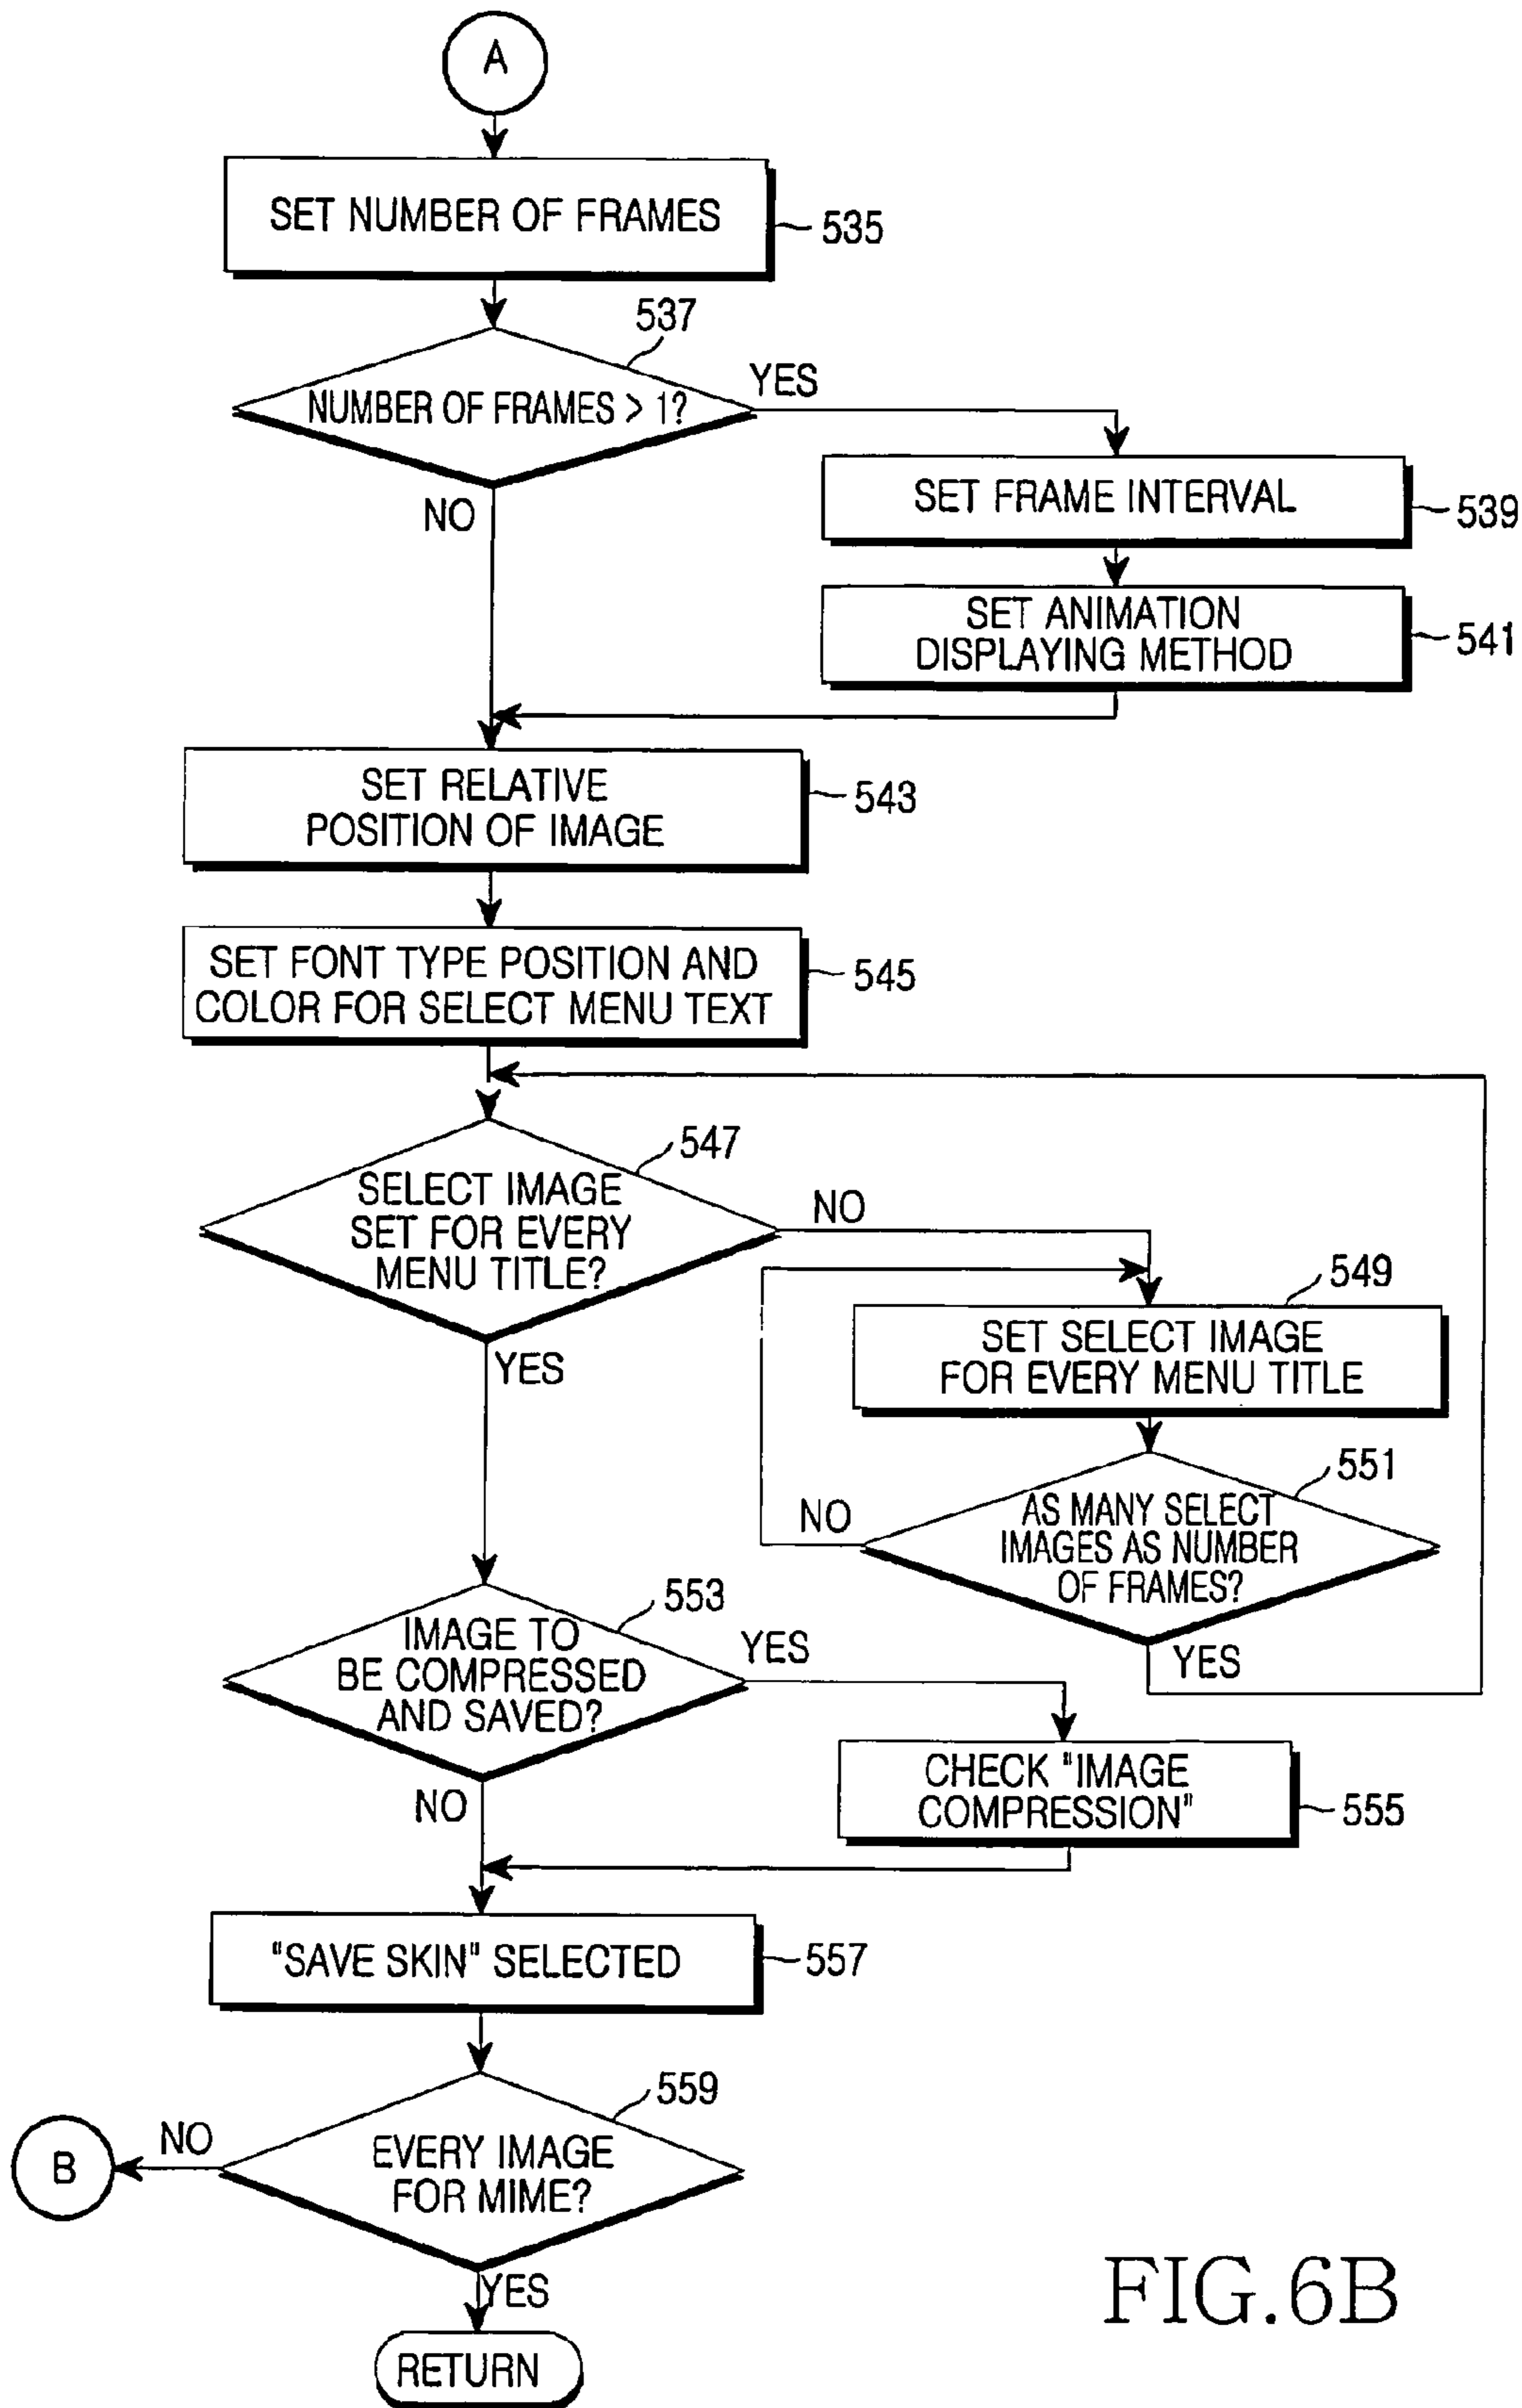 A
SET NUMBER OF FRAMES
535
537
NUMBER OF FRAMES > 1?
YES
NO
SET FRAME INTERVAL
539
SET ANIMATION
DISPLAYING METHOD
541
SET RELATIVE
POSITION OF IMAGE
543
SET FONT TYPE POSITION AND
COLOR FOR SELECT MENU TEXT
545
547
SELECT IMAGE
SET FOR EVERY
MENU TITLE?
NO
YES
549
SET SELECT IMAGE
FOR EVERY MENU TITLE
551
AS MANY SELECT
IMAGES AS NUMBER
OF FRAMES?
NO
YES
553
IMAGE TO
BE COMPRESSED
AND SAVED?
YES
NO
CHECK "IMAGE
COMPRESSION"
555
"SAVE SKIN" SELECTED
557
559
EVERY IMAGE
FOR MIME?
NO
B
YES
RETURN
FIG.6B